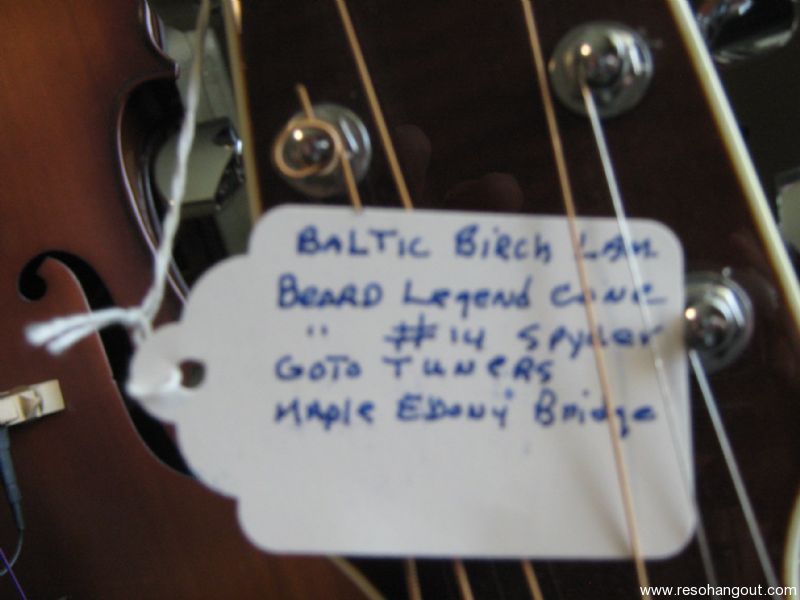 BALTIC Birch LAM
BEARD Legend CONE
" #14 Spyder
GOTO TUNERS
MAPle EBONY Bridge
www.resohangout.com